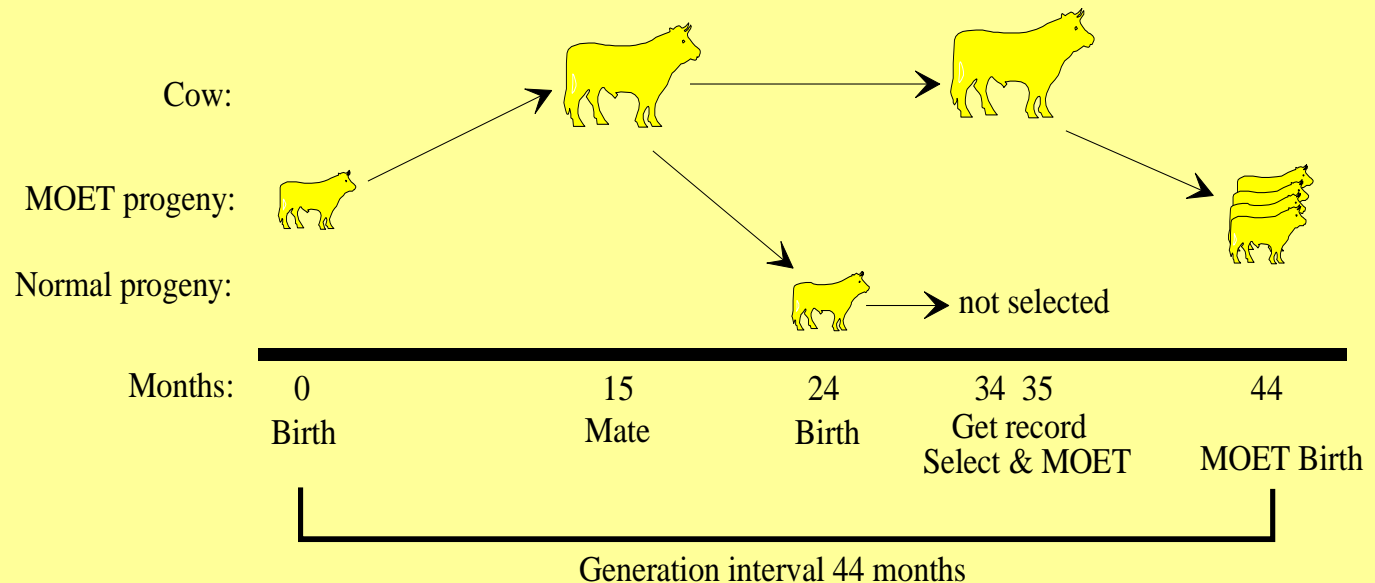 Cow:
MOET progeny:
Normal progeny:
not selected
Months: 0 15 24 34 35 44
Birth Mate Birth Get record MOET Birth
Select & MOET
Generation interval 44 months